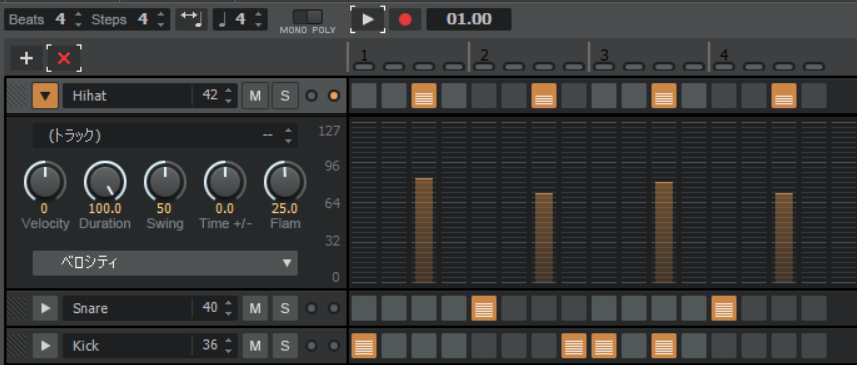 Beats 4 Steps 4 4 01.00
MONO POLY
1 2 3 4
Hihat 42 M S
(トラック) -- 127
96
0 100.0 50 0.0 25.0 64
Velocity Duration Swing Time +/- Flam
32
ベロシティ
0
Snare 40 M S
Kick 36 M S